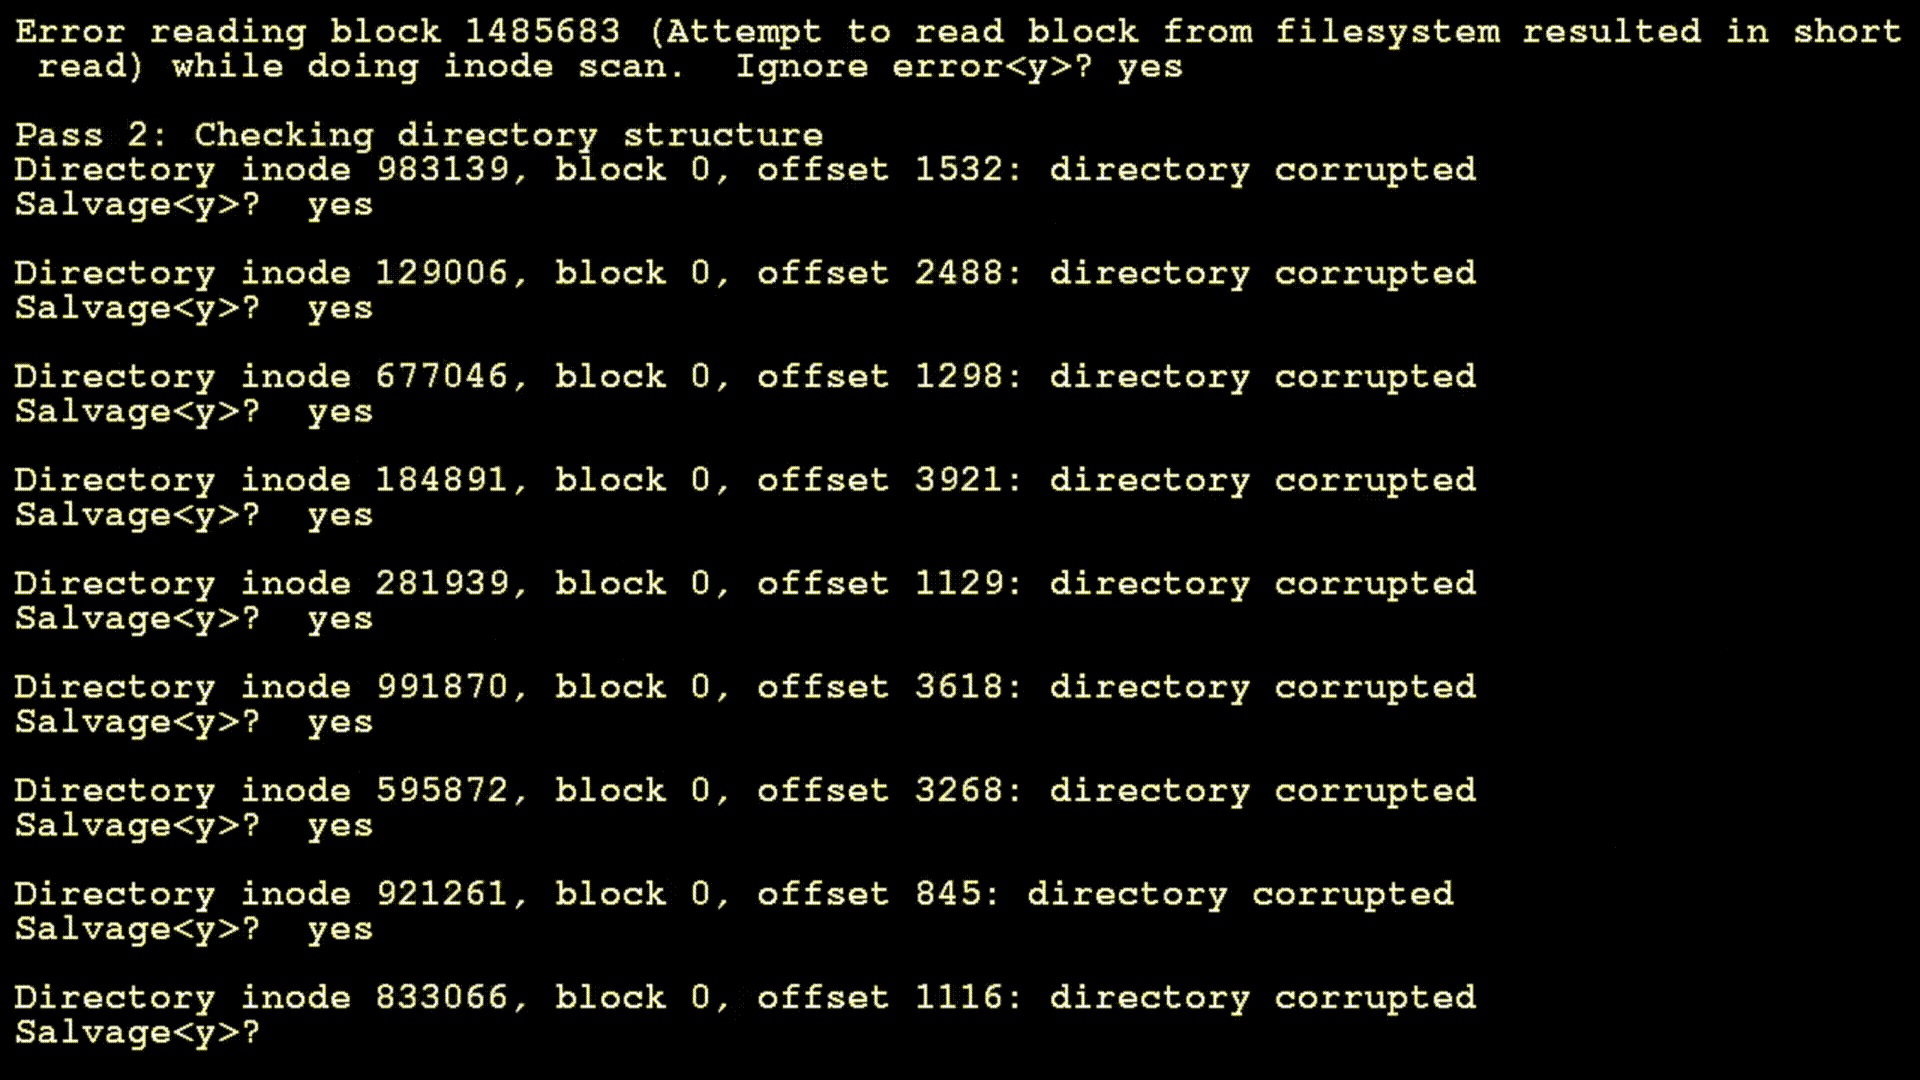 Error reading block 1485683 (Attempt to read block from filesystem resulted in short
read) while doing inode scan.  Ignore error<y>? yes
Pass 2: Checking directory structure
Directory inode 983139, block 0, offset 1532: directory corrupted
Salvage<y>?  yes
Directory inode 129006, block 0, offset 2488: directory corrupted
Salvage<y>?  yes
Directory inode 677046, block 0, offset 1298: directory corrupted
Salvage<y>?  yes
Directory inode 184891, block 0, offset 3921: directory corrupted
Salvage<y>?  yes
Directory inode 281939, block 0, offset 1129: directory corrupted
Salvage<y>?  yes
Directory inode 991870, block 0, offset 3618: directory corrupted
Salvage<y>?  yes
Directory inode 595872, block 0, offset 3268: directory corrupted
Salvage<y>?  yes
Directory inode 921261, block 0, offset 845: directory corrupted
Salvage<y>?  yes
Directory inode 833066, block 0, offset 1116: directory corrupted
Salvage<y>?